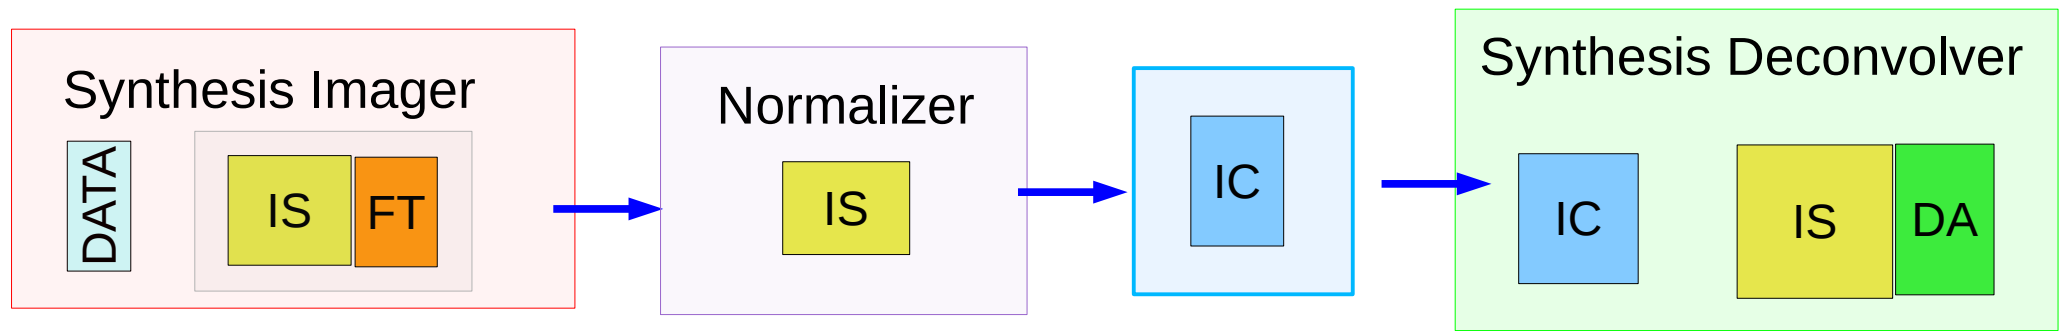 Synthesis Imager
DATA
IS
FT
Normalizer
IS
IC
Synthesis Deconvolver
IC
IS
DA